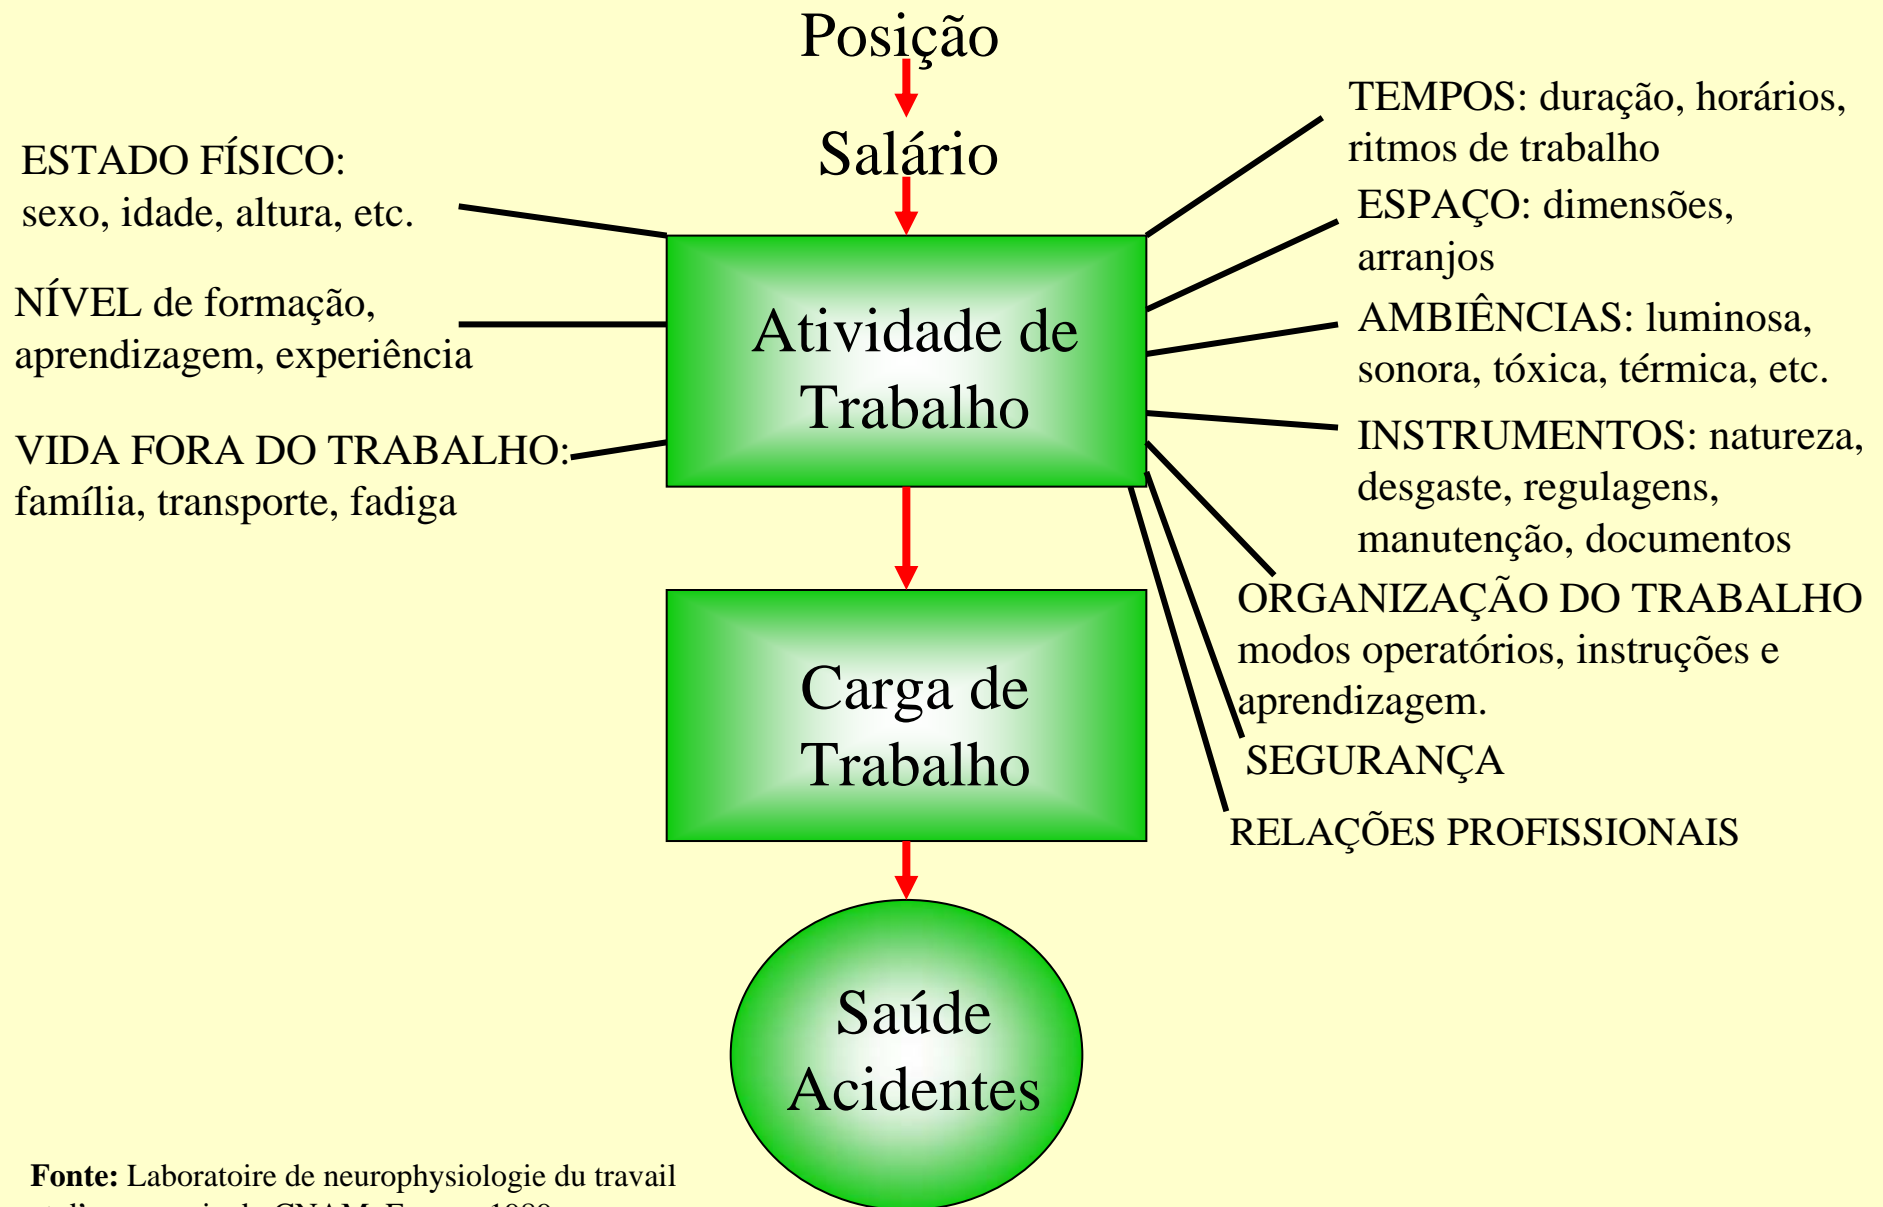 Posição
Salário
ESTADO FÍSICO:
sexo, idade, altura, etc.
NÍVEL de formação,
aprendizagem, experiência
VIDA FORA DO TRABALHO:
família, transporte, fadiga
Atividade de
Trabalho
TEMPOS: duração, horários,
ritmos de trabalho
ESPAÇO: dimensões,
arranjos
AMBIÊNCIAS: luminosa,
sonora, tóxica, térmica, etc.
INSTRUMENTOS: natureza,
desgaste, regulagens,
manutenção, documentos
ORGANIZAÇÃO DO TRABALHO
modos operatórios, instruções e
aprendizagem.
SEGURANÇA
RELAÇÕES PROFISSIONAIS
Carga de
Trabalho
Saúde
Acidentes
Fonte: Laboratoire de neurophysiologie du travail